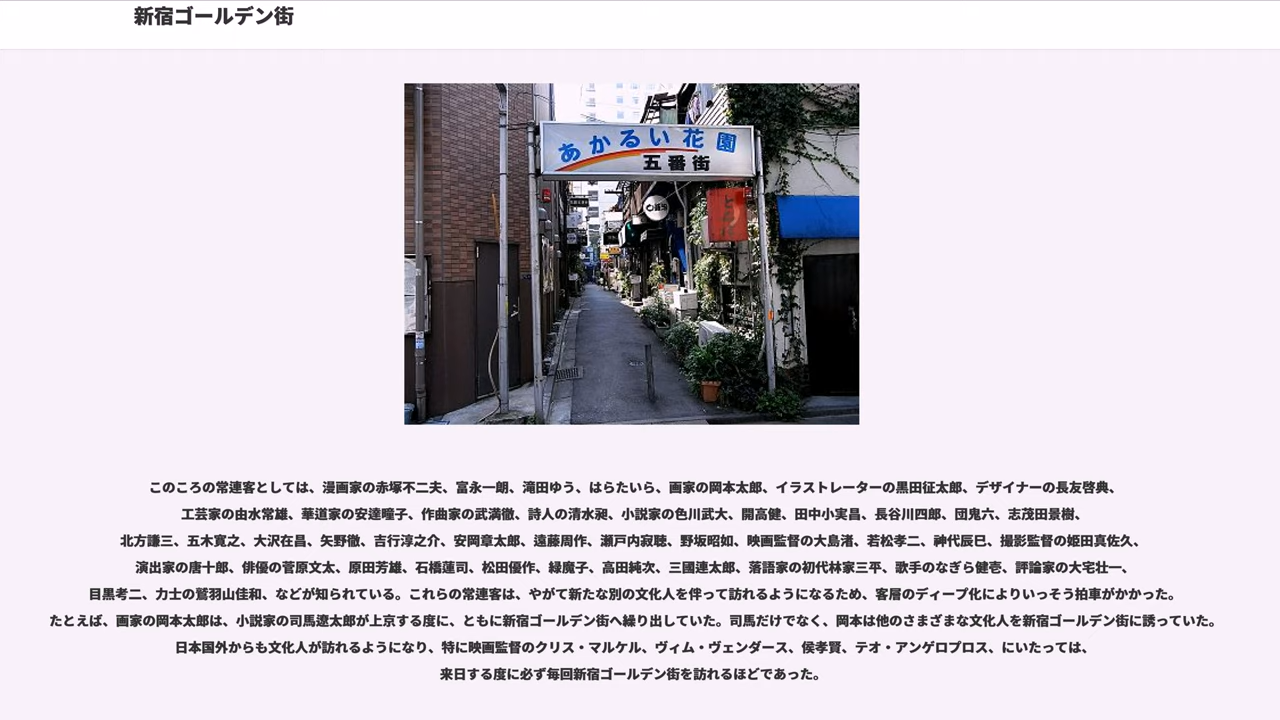 新宿ゴールデン街
あかるい花園
五番街
このころの常連客としては、漫画家の赤塚不二夫、富永一朗、滝田ゆう、はらたいら、画家の岡本太郎、イラストレーターの黒田征太郎、デザイナーの長友啓典、
工芸家の由水常雄、華道家の安達瞳子、作曲家の武満徹、詩人の清水昶、小説家の色川武大、開高健、田中小実昌、長谷川四郎、団鬼六、志茂田景樹、
北方謙三、五木寛之、大沢在昌、矢野徹、吉行淳之介、安岡章太郎、遠藤周作、瀬戸内寂聴、野坂昭如、映画監督の大島渚、若松孝二、神代辰巳、撮影監督の姫田真佐久、
演出家の唐十郎、俳優の菅原文太、原田芳雄、石橋蓮司、松田優作、緑魔子、高田純次、三國連太郎、落語家の初代林家三平、歌手のなぎら健壱、評論家の大宅壮一、
目黒考二、力士の鷲羽山佳和、などが知られている。これらの常連客は、やがて新たな別の文化人を伴って訪れるようになるため、客層のディープ化によりいっそう拍車がかかった。
たとえば、画家の岡本太郎は、小説家の司馬遼太郎が上京する度に、ともに新宿ゴールデン街へ繰り出していた。司馬だけでなく、岡本は他のさまざまな文化人を新宿ゴールデン街に誘っていた。
日本国外からも文化人が訪れるようになり、特に映画監督のクリス・マルケル、ヴィム・ヴェンダース、侯孝賢、テオ・アンゲロプロス、にいたっては、
来日する度に必ず毎回新宿ゴールデン街を訪れるほどであった。